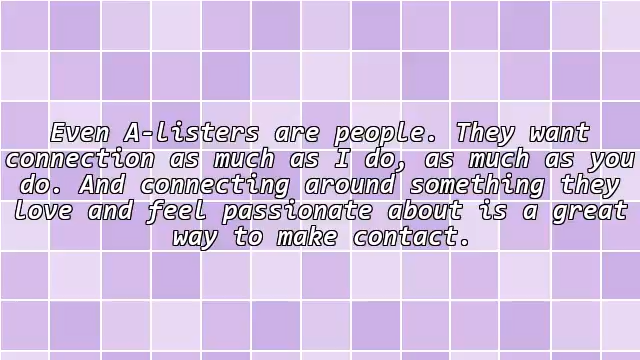 Even A-listers are people. They want
connection as much as I do, as much as you
do. And connecting around something they
love and feel passionate about is a great
way to make contact.